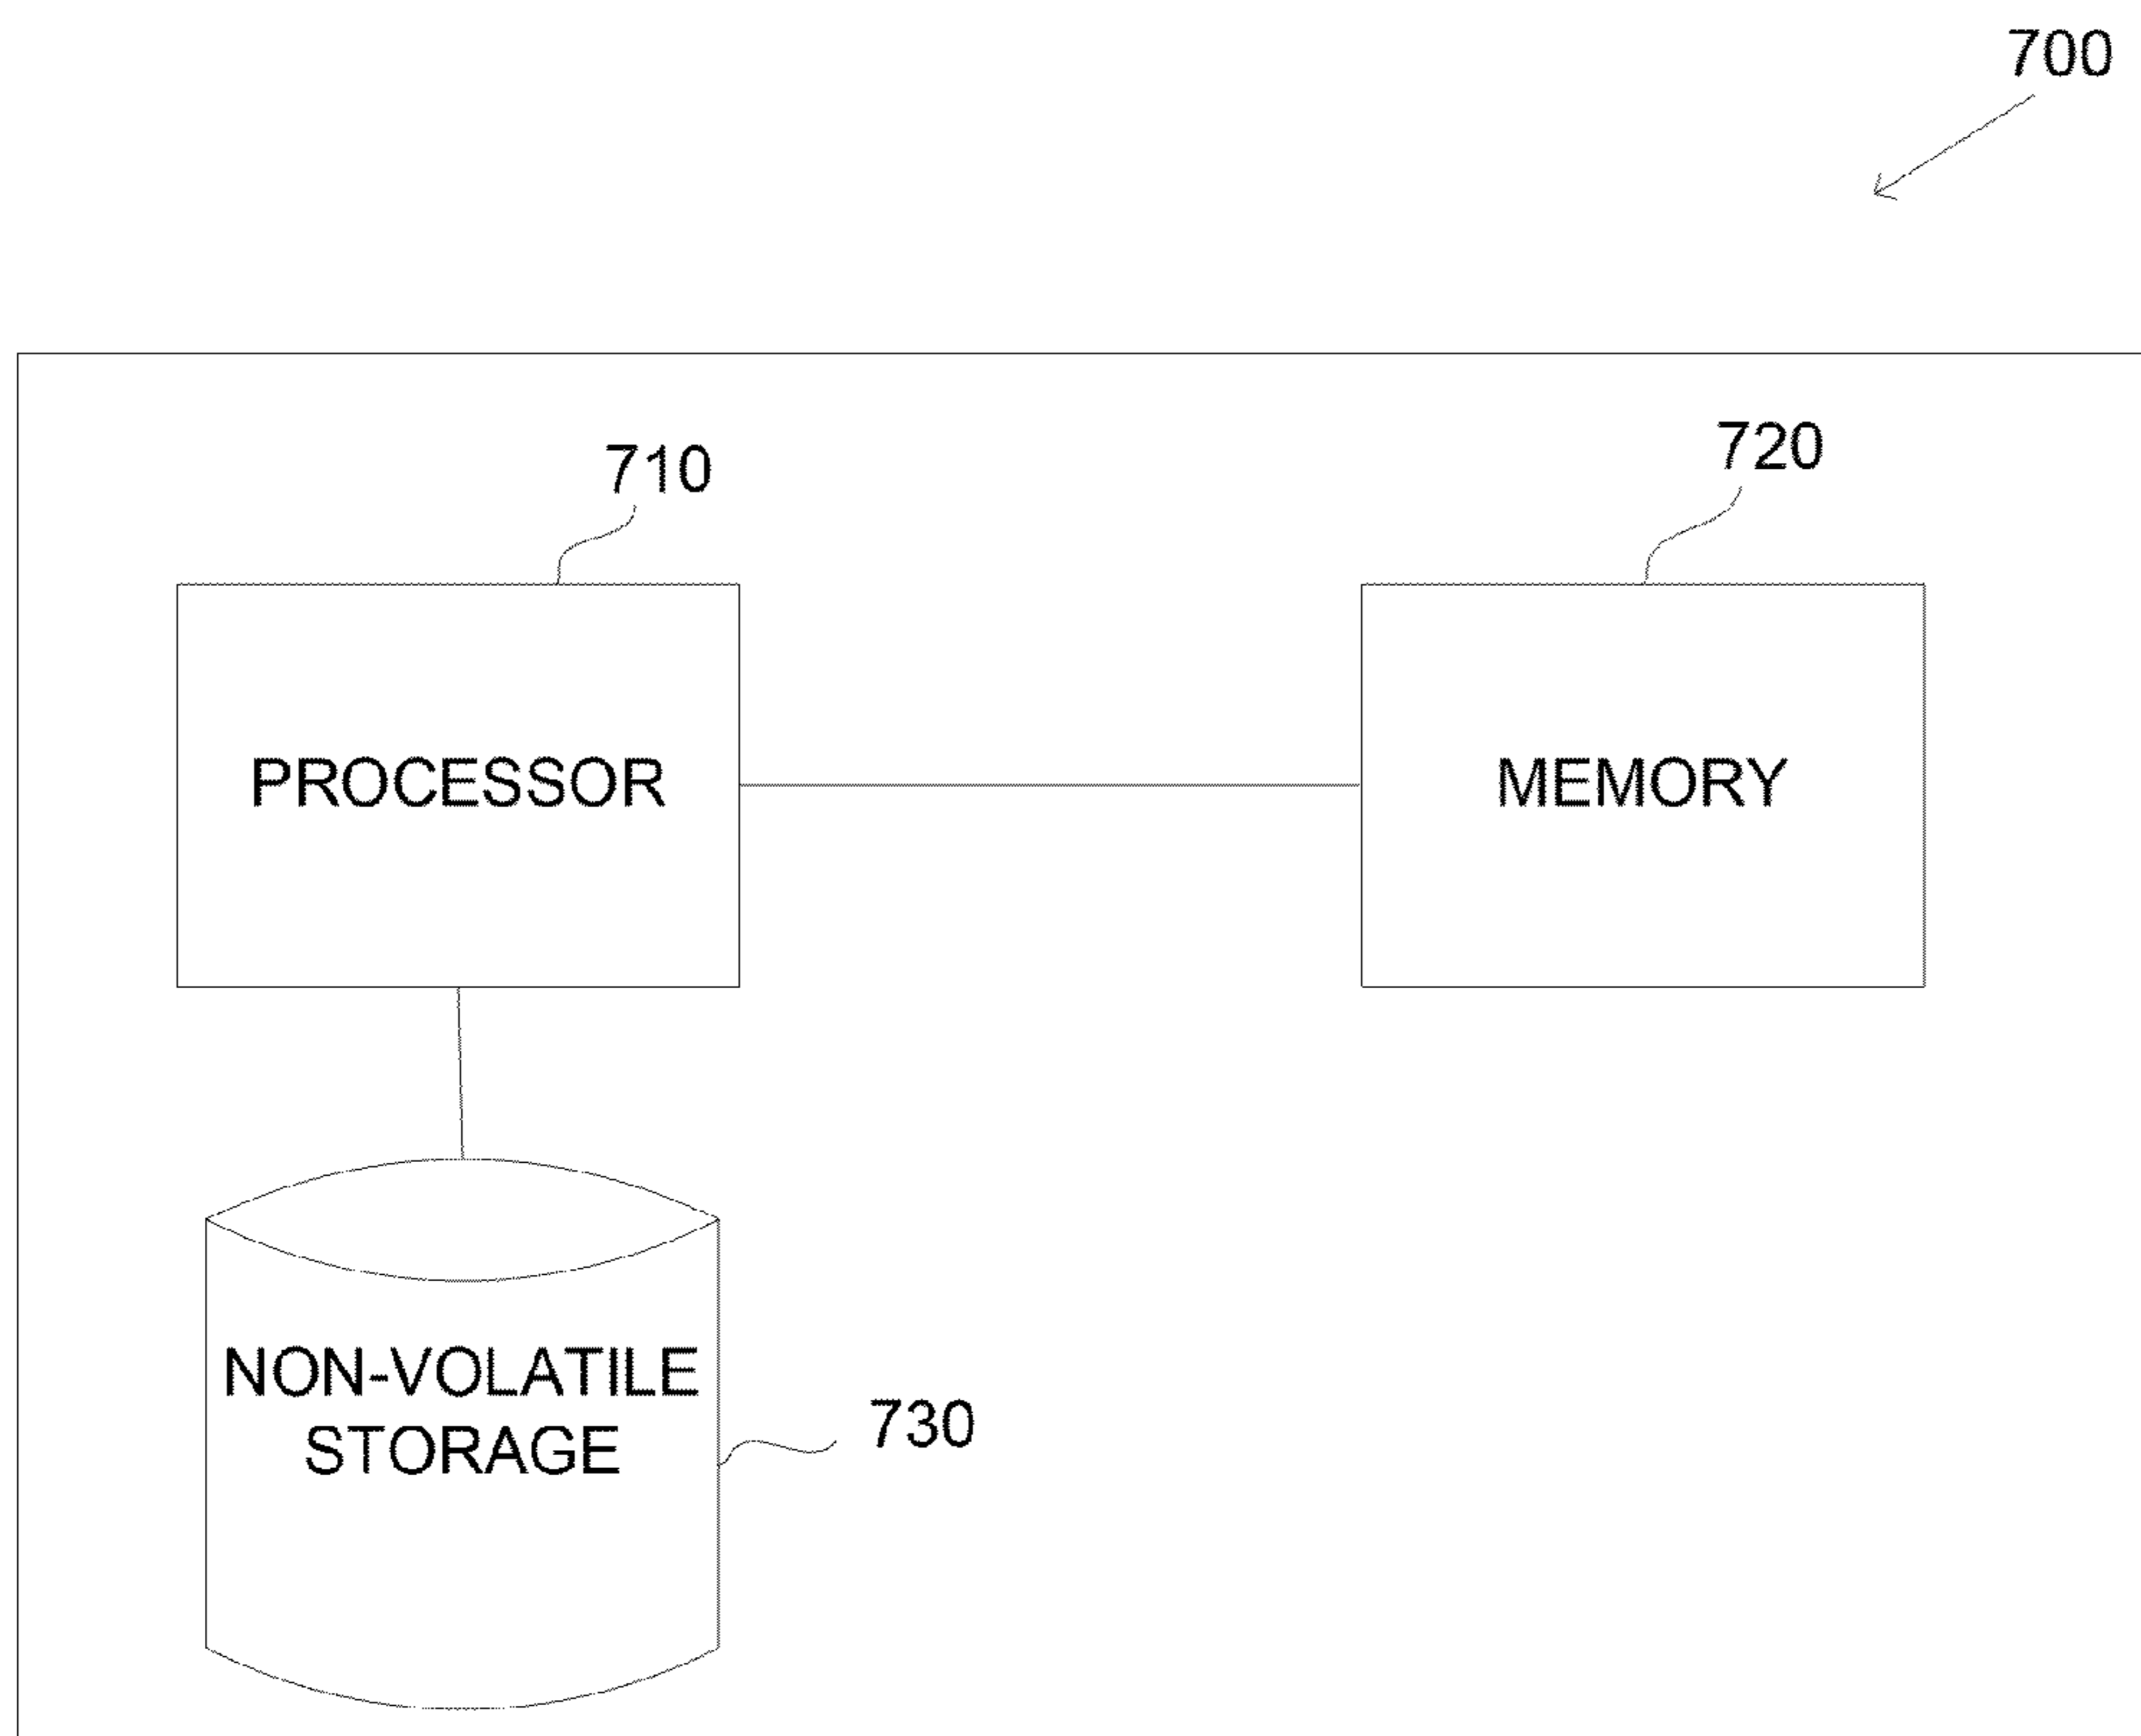 700
710
720
PROCESSOR
MEMORY
NON-VOLATILE
STORAGE
730